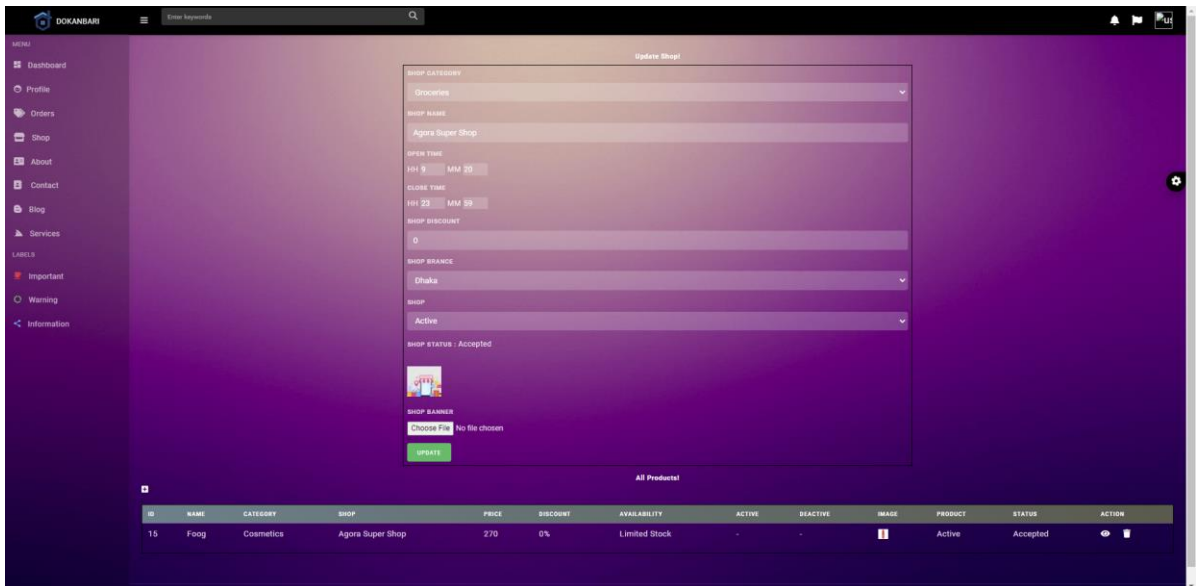 DOKANBARI
Enter keywords
MENU
Dashboard
Profile
Orders
Shop
About
Contact
Blog
Services
LABELS
Important
Warning
Information
Update Shop!
SHOP CATEGORY
Groceries
SHOP NAME
Agora Super Shop
OPEN TIME
HH 9 MM 20
CLOSE TIME
HH 23 MM 59
SHOP DISCOUNT
0
SHOP BRANCE
Dhaka
SHOP
Active
SHOP STATUS : Accepted
SHOP BANNER
Choose File No file chosen
UPDATE
All Products!
ID NAME CATEGORY SHOP PRICE DISCOUNT AVAILABILITY ACTIVE DEACTIVE IMAGE PRODUCT STATUS ACTION
15 Foog Cosmetics Agora Super Shop 270 0% Limited Stock - - Active Accepted